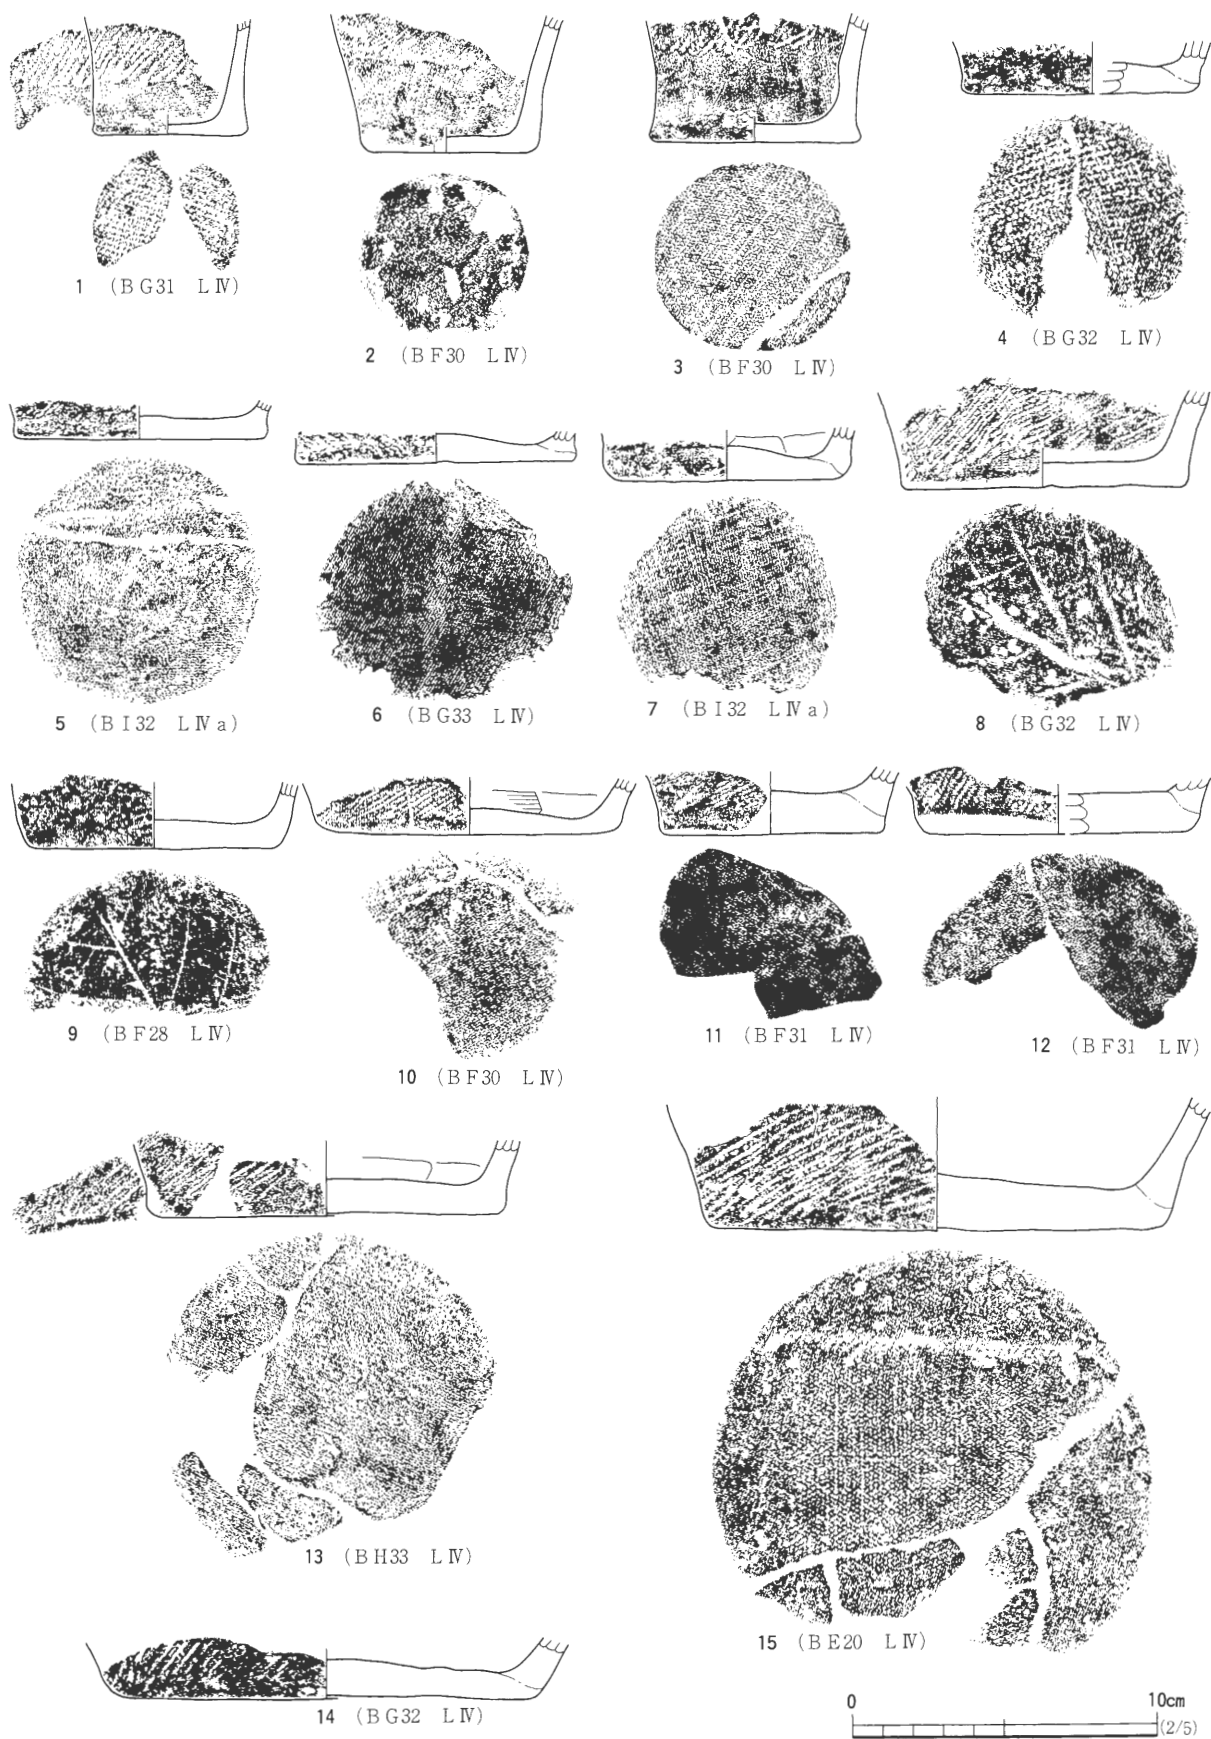 1 (BG31 LⅣ)
2 (BF30 LⅣ)
3 (BF30 LⅣ)
4 (BG32 LⅣ)
5 (BI32 LⅣa)
6 (BG33 LⅣ)
7 (BI32 LⅣa)
8 (BG32 LⅣ)
9 (BF28 LⅣ)
10 (BF30 LⅣ)
11 (BF31 LⅣ)
12 (BF31 LⅣ)
13 (BH33 LⅣ)
15 (BE20 LⅣ)
14 (BG32 LⅣ)
0 10cm
(2/5)